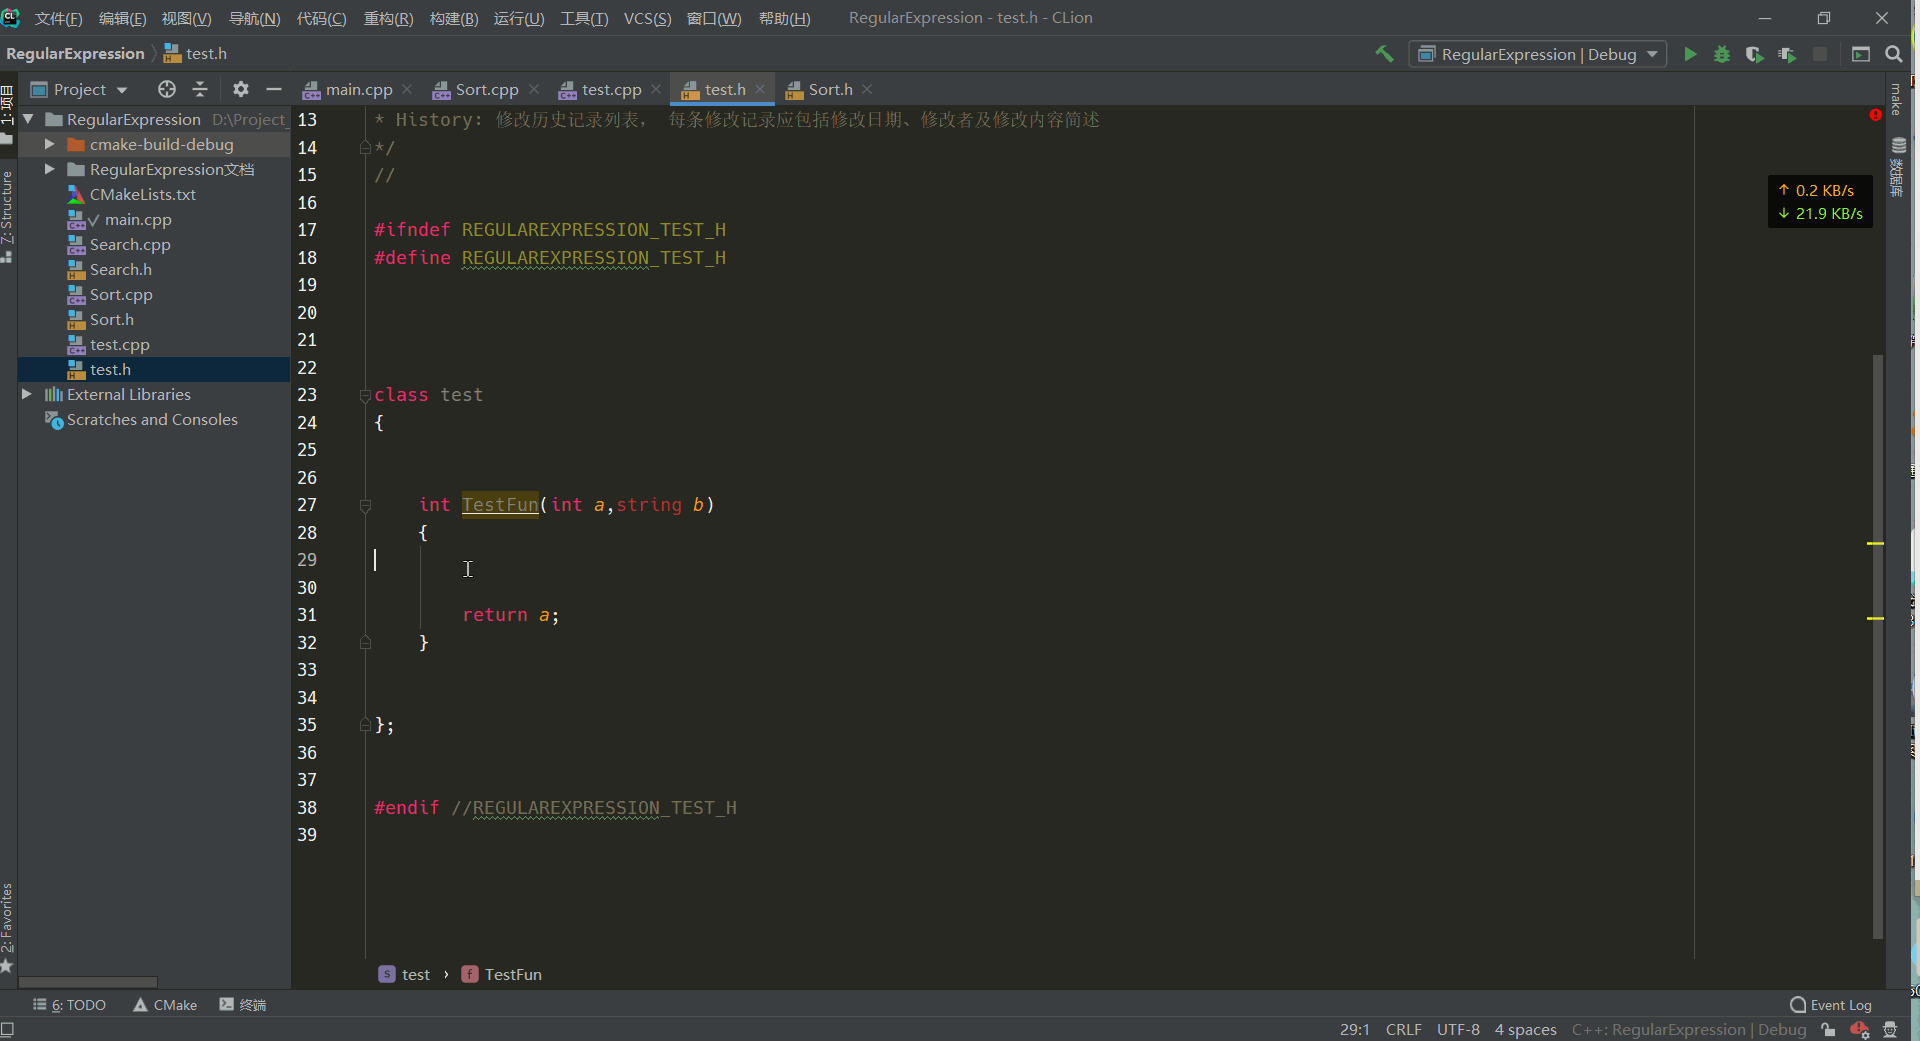 文件(F) 编辑(E) 视图(V) 导航(N) 代码(C) 重构(R) 构建(B) 运行(U) 工具(T) VCS(S) 窗口(W) 帮助(H) RegularExpression - test.h - CLion
RegularExpression test.h RegularExpression | Debug
Project main.cpp Sort.cpp test.cpp test.h Sort.h
1:项目
Z: Structure
2: Favorites
RegularExpression D:\Project_
cmake-build-debug
RegularExpression文档
CMakeLists.txt
main.cpp
Search.cpp
Search.h
Sort.cpp
Sort.h
test.cpp
test.h
External Libraries
Scratches and Consoles
13 * History: 修改历史记录列表， 每条修改记录应包括修改日期、修改者及修改内容简述
14 */
15 //
16
17 #ifndef REGULAREXPRESSION_TEST_H
18 #define REGULAREXPRESSION_TEST_H
19
20
21
22
23 class test
24 {
25
26
27 int TestFun(int a,string b)
28 {
29
30
31 return a;
32 }
33
34
35 };
36
37
38 #endif //REGULAREXPRESSION_TEST_H
39
make
数据库
↑ 0.2 KB/s
↓ 21.9 KB/s
s test › f TestFun
6: TODO CMake 终端 Event Log
29:1 CRLF UTF-8 4 spaces C++: RegularExpression | Debug